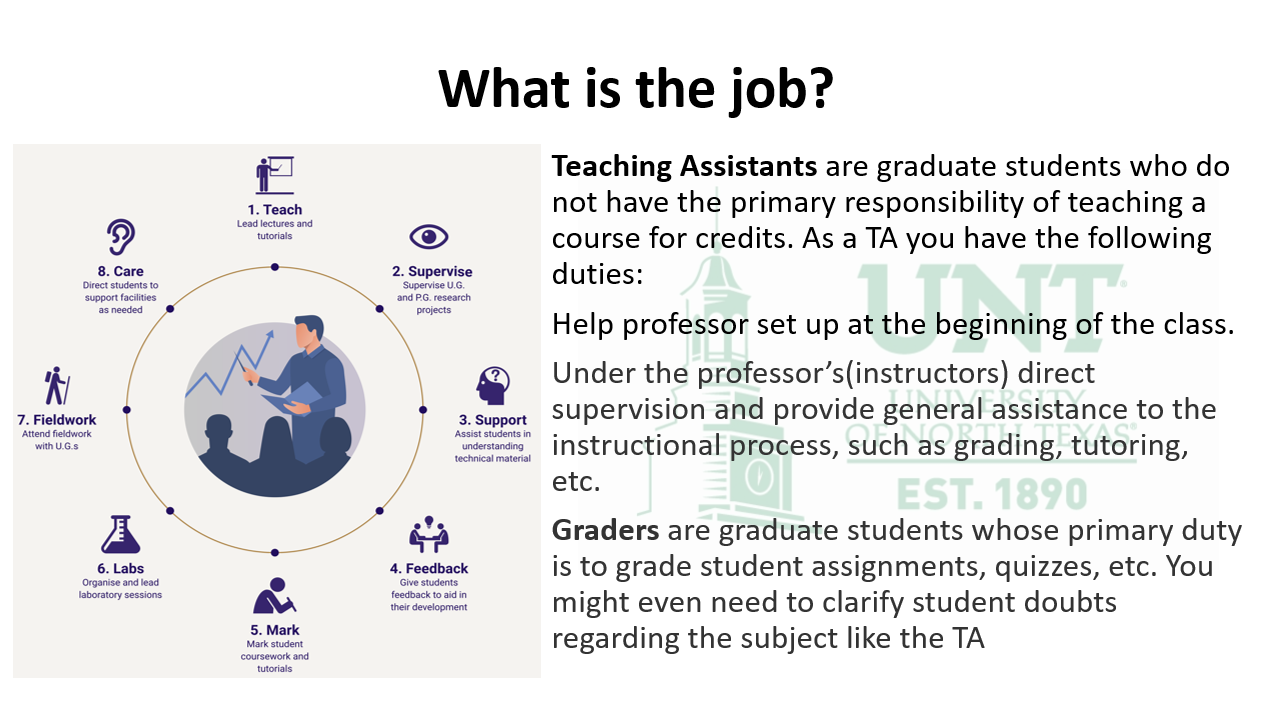 What is the job?
1. Teach
Lead lectures and
tutorials
2. Supervise
Supervise U.G.
and P.G. research
projects
3. Support
Assist students in
understanding
technical material
4. Feedback
Give students
feedback to aid in
their development
5. Mark
Mark student
coursework and
tutorials
6. Labs
Organise and lead
laboratory sessions
7. Fieldwork
Attend fieldwork
with U.G.s
8. Care
Direct students to
support facilities
as needed
?
Teaching Assistants are graduate students who do
not have the primary responsibility of teaching a
course for credits. As a TA you have the following
duties:
Help professor set up at the beginning of the class.
Under the professor’s(instructors) direct
supervision and provide general assistance to the
instructional process, such as grading, tutoring,
etc.
Graders are graduate students whose primary duty
is to grade student assignments, quizzes, etc. You
might even need to clarify student doubts
regarding the subject like the TA
UNT®
UNIVERSITY
OF NORTH TEXAS®
EST. 1890